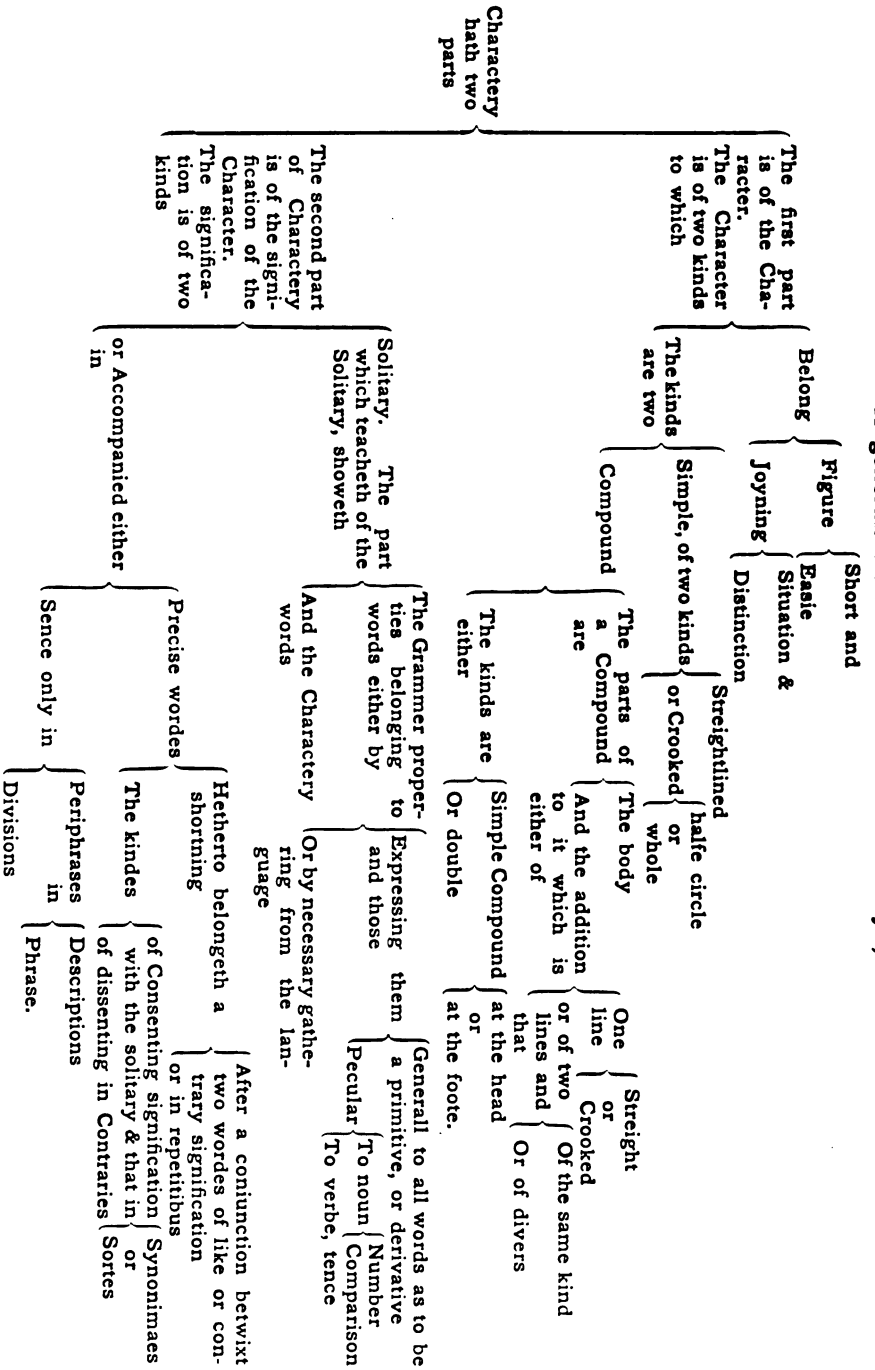 Charactery
hath two
parts
The first part
is of the Cha-
racter.
The Character
is of two kinds
to which
Belong
Figure
Short and
Easie
Joyning
Situation &
Distinction
The kinds
are two
Simple, of two kinds
Streightlined
or Crooked
halfe circle
or
whole
Compound
The parts of
a Compound
are
The body
And the addition
to it which is
either of
One
line
Streight
or
Crooked
or of two
lines and
that
Of the same kind
Or of divers
The kinds are
either
Simple Compound
at the head
or
at the foote.
Or double
The second part
of Charactery
is of the signi-
fication of the
Character.
The significa-
tion is of two
kinds
Solitary. The part
which teacheth of the
Solitary, showeth
The Grammer proper-
ties belonging to
words either by
Expressing them
and those
Generall to all words as to be
a primitive, or derivative
Pecular
To noun
Number
Comparison
To verbe, tence
Or by necessary gathe-
ring from the lan-
guage
And the Charactery
words
or Accompanied either
in
Precise wordes
Hetherto belongeth a
shortning
After a coniunction betwixt
two wordes of like or con-
trary signification
or in repetitibus
The kindes
of Consenting signification
with the solitary & that in
Synonimaes
or
Sortes
of dissenting in Contraries
Sence only in
Periphrases
in
Descriptions
Phrase.
Divisions